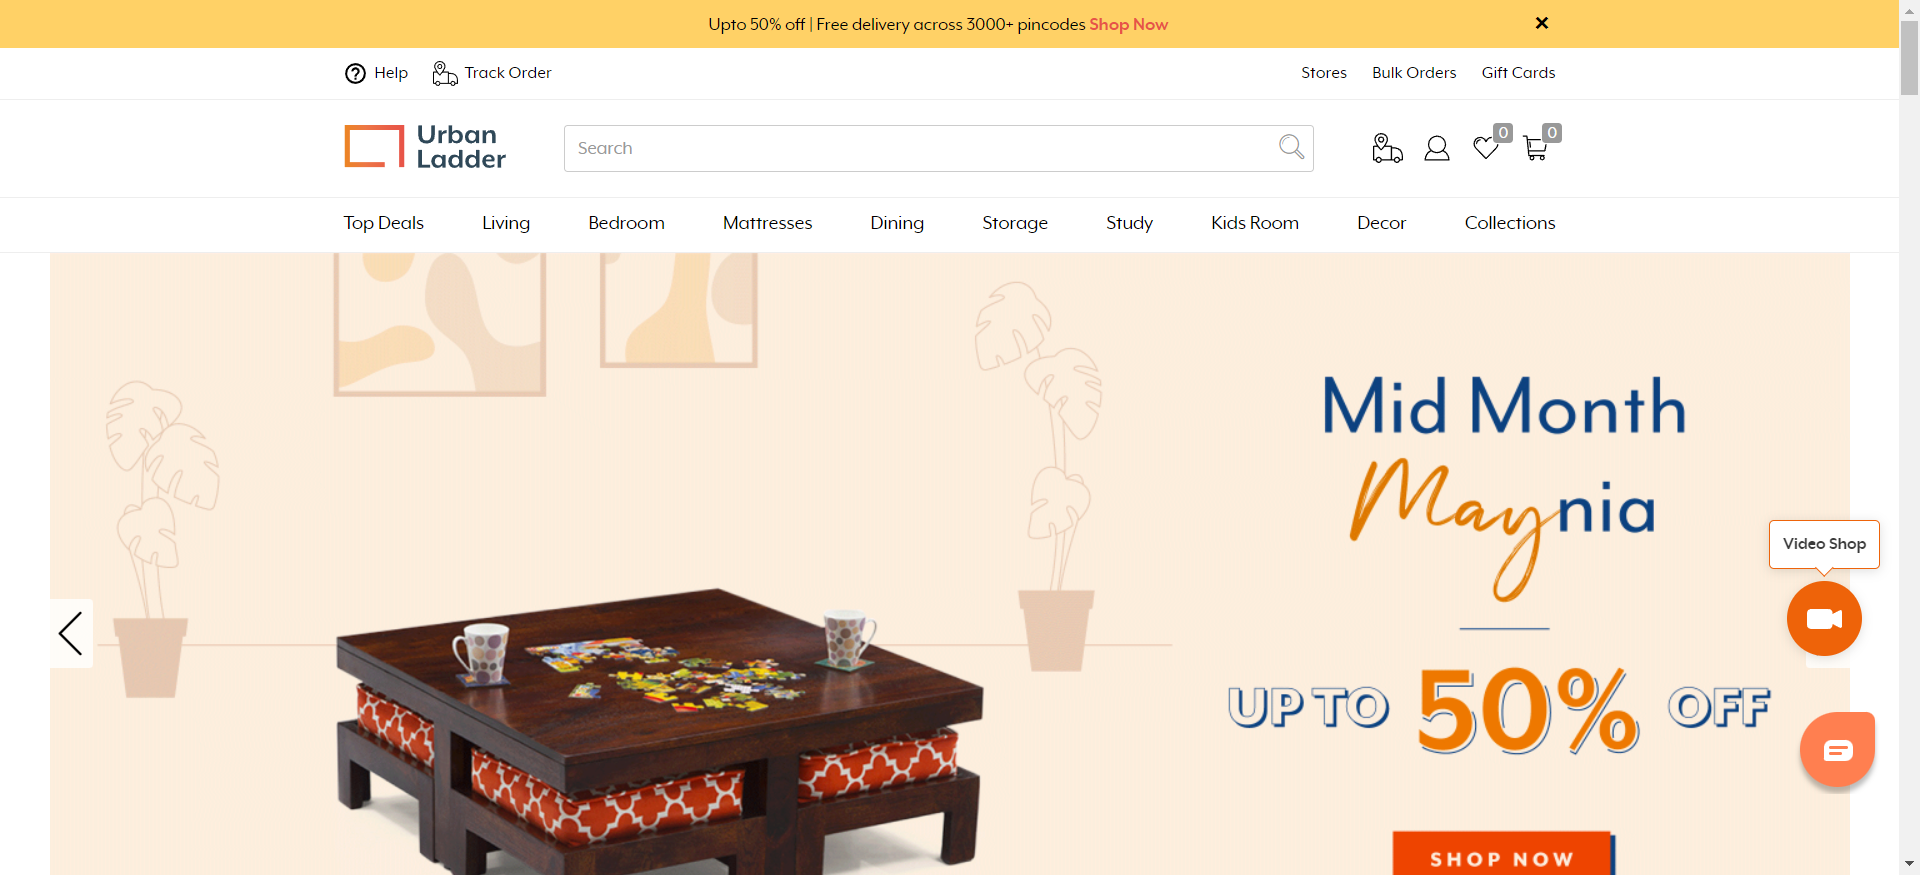 Upto 50% off | Free delivery across 3000+ pincodes Shop Now
Help
Track Order
Stores
Bulk Orders
Gift Cards
Urban
Ladder
Search
0
0
Top Deals
Living
Bedroom
Mattresses
Dining
Storage
Study
Kids Room
Decor
Collections
Mid Month
Maynia
UP TO 50% OFF
SHOP NOW
Video Shop